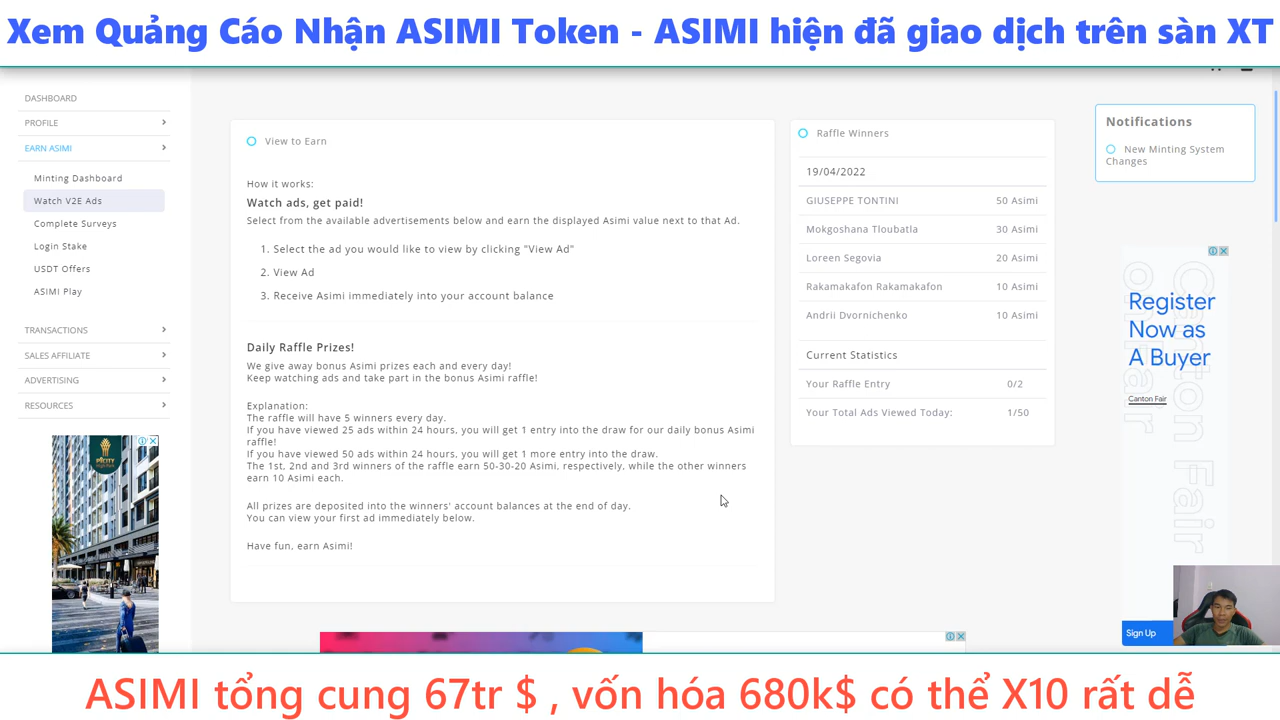 Xem Quảng Cáo Nhận ASIMI Token - ASIMI hiện đã giao dịch trên sàn XT
DASHBOARD
PROFILE
EARN ASIMI
Minting Dashboard
Watch V2E Ads
Complete Surveys
Login Stake
USDT Offers
ASIMI Play
TRANSACTIONS
SALES AFFILIATE
ADVERTISING
RESOURCES
View to Earn
How it works:
Watch ads, get paid!
Select from the available advertisements below and earn the displayed Asimi value next to that Ad.
1. Select the ad you would like to view by clicking "View Ad"
2. View Ad
3. Receive Asimi immediately into your account balance
Daily Raffle Prizes!
We give away bonus Asimi prizes each and every day!
Keep watching ads and take part in the bonus Asimi raffle!
Explanation:
The raffle will have 5 winners every day.
If you have viewed 25 ads within 24 hours, you will get 1 entry into the draw for our daily bonus Asimi
raffle!
If you have viewed 50 ads within 24 hours, you will get 1 more entry into the draw.
The 1st, 2nd and 3rd winners of the raffle earn 50-30-20 Asimi, respectively, while the other winners
earn 10 Asimi each.
All prizes are deposited into the winners' account balances at the end of day.
You can view your first ad immediately below.
Have fun, earn Asimi!
Raffle Winners
19/04/2022
GIUSEPPE TONTINI 50 Asimi
Mokgoshana Tloubatla 30 Asimi
Loreen Segovia 20 Asimi
Rakamakafon Rakamakafon 10 Asimi
Andrii Dvornichenko 10 Asimi
Current Statistics
Your Raffle Entry 0/2
Your Total Ads Viewed Today: 1/50
Notifications
New Minting System
Changes
Register
Now as
A Buyer
Canton Fair
Canton Fair
Sign Up
ASIMI tổng cung 67tr $ , vốn hóa 680k$ có thể X10 rất dễ